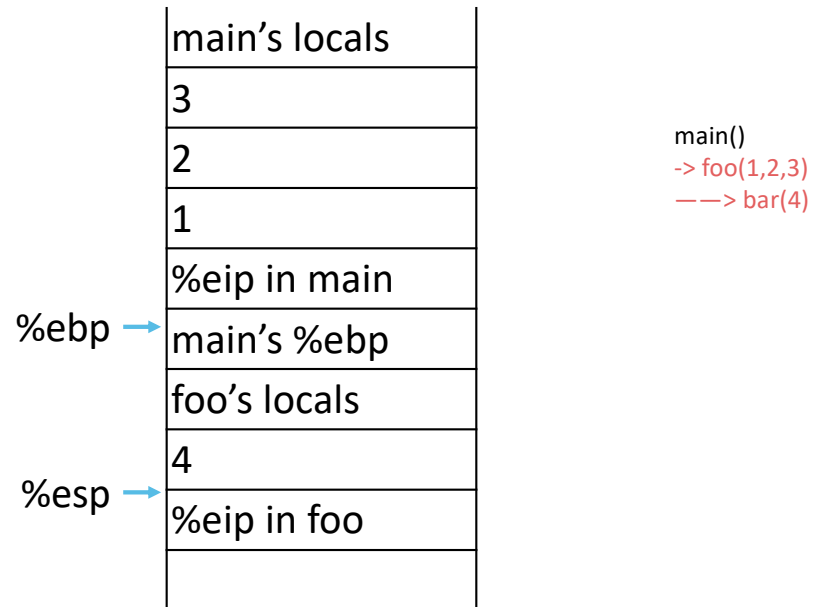 main’s locals
3
2
1
%eip in main
%ebp
main’s %ebp
foo’s locals
4
%esp
%eip in foo
main()
-> foo(1,2,3)
——> bar(4)